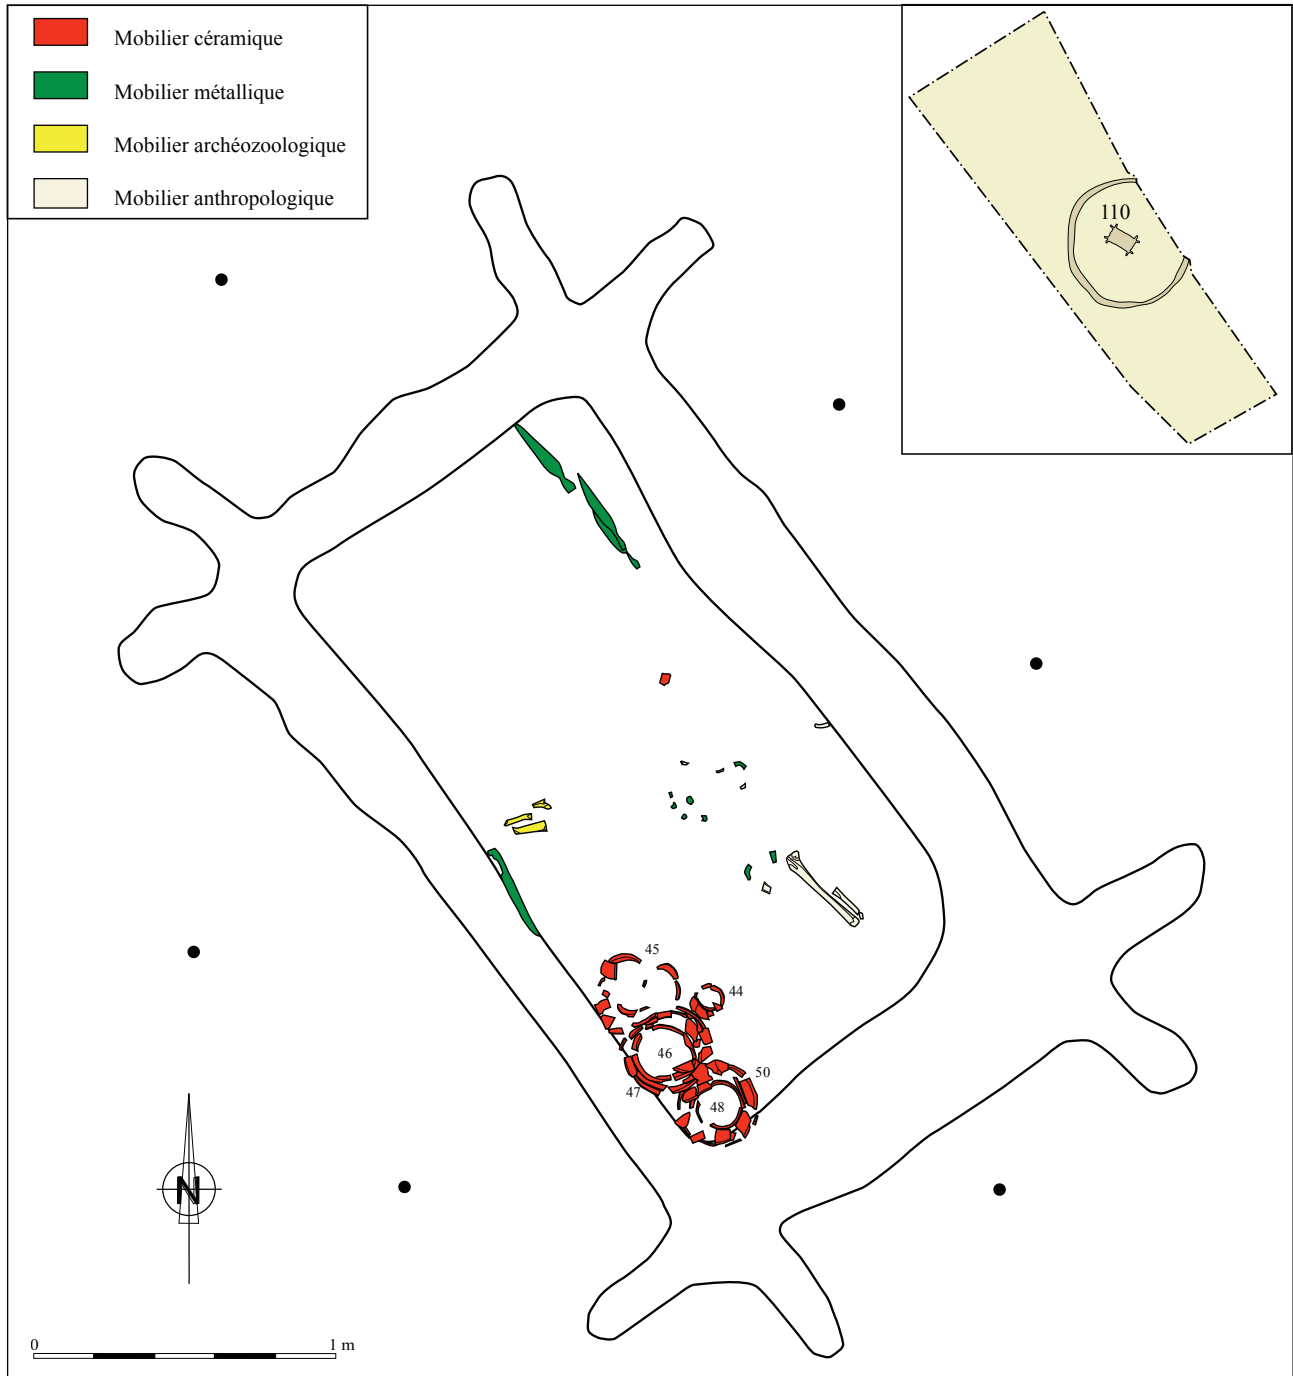 Mobilier céramique
Mobilier métallique
Mobilier archéozoologique
Mobilier anthropologique
110
45
44
46
50
47
48
N
0 1 m